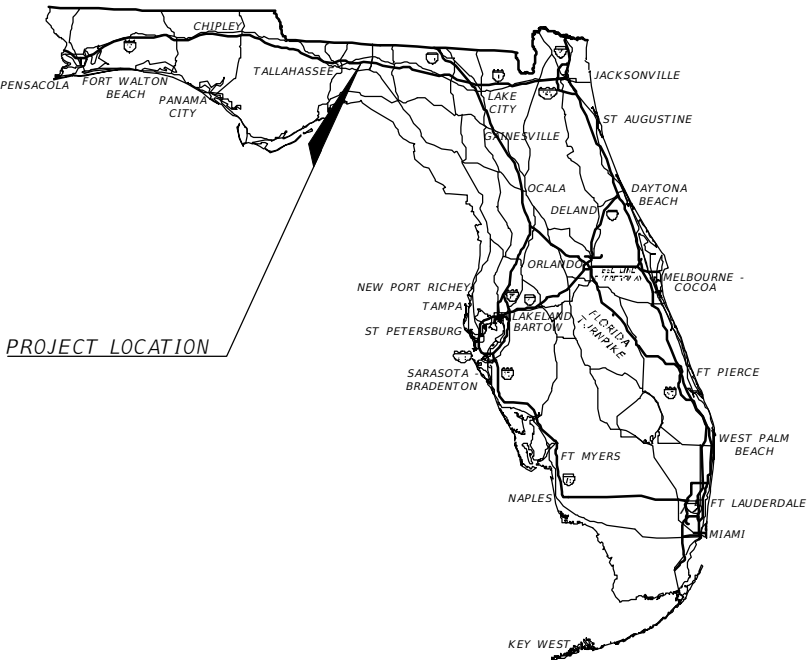 CHIPLEY
PENSACOLA
FORT WALTON
BEACH
PANAMA
CITY
TALLAHASSEE
LAKE
CITY
JACKSONVILLE
ST AUGUSTINE
GAINESVILLE
OCALA
DELAND
DAYTONA
BEACH
ORLANDO
MELBOURNE -
COCOA
NEW PORT RICHEY
TAMPA
ST PETERSBURG
LAKELAND
BARTOW
FLORIDA
TURNPIKE
PROJECT LOCATION
SARASOTA -
BRADENTON
FT PIERCE
WEST PALM
BEACH
FT MYERS
NAPLES
FT LAUDERDALE
MIAMI
KEY WEST